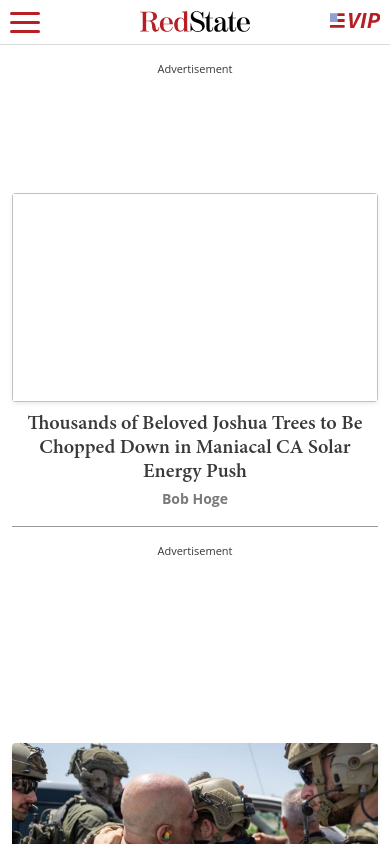 RedState
VIP
Advertisement
Thousands of Beloved Joshua Trees to Be
Chopped Down in Maniacal CA Solar
Energy Push
Bob Hoge
Advertisement